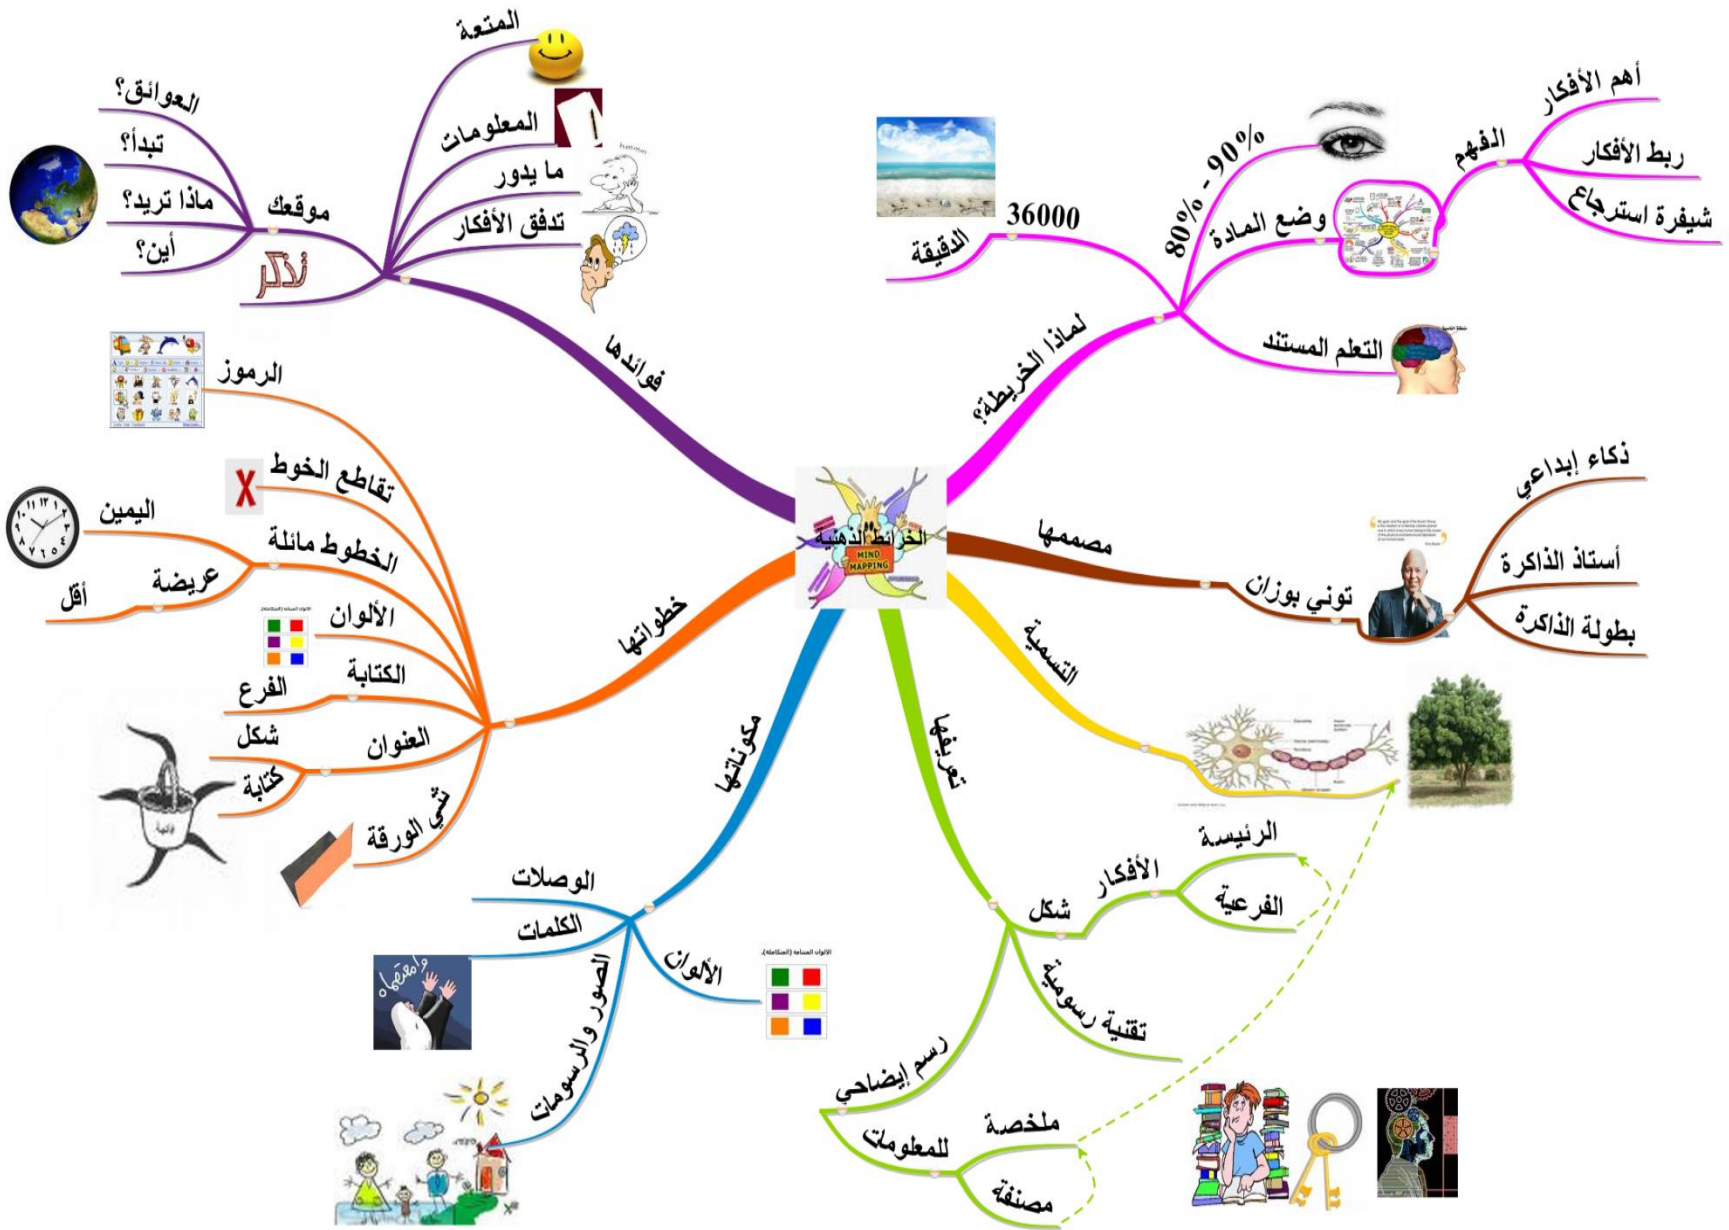 الخرائط الذهنية
MIND
MAPPING
لماذا الخريطة؟
36000
الدقيقة
80% - 90%
وضع المادة
الفهم
أهم الأفكار
ربط الأفكار
شيفرة استرجاع
التعلم المستند
مصممها
توني بوزان
ذكاء إبداعي
أستاذ الذاكرة
بطولة الذاكرة
التسمية
تعريفها
شكل
الأفكار
الرئيسة
الفرعية
تقنية رسومية
رسم إيضاحي
للمعلومات
ملخصة
مصنفة
مكوناتها
الوصلات
الكلمات
وامعتصماه
الصور والرسومات
الألوان
خطواتها
الرموز
تقاطع الخوط
X
الخطوط مائلة
اليمين
عريضة
أقل
الألوان
الكتابة
الفرع
العنوان
شكل
كتابة
ثني الورقة
فوائدها
المتعة
المعلومات
ما يدور
تدفق الأفكار
موقعك
العوائق؟
تبدأ؟
ماذا تريد؟
أين؟
تذكر